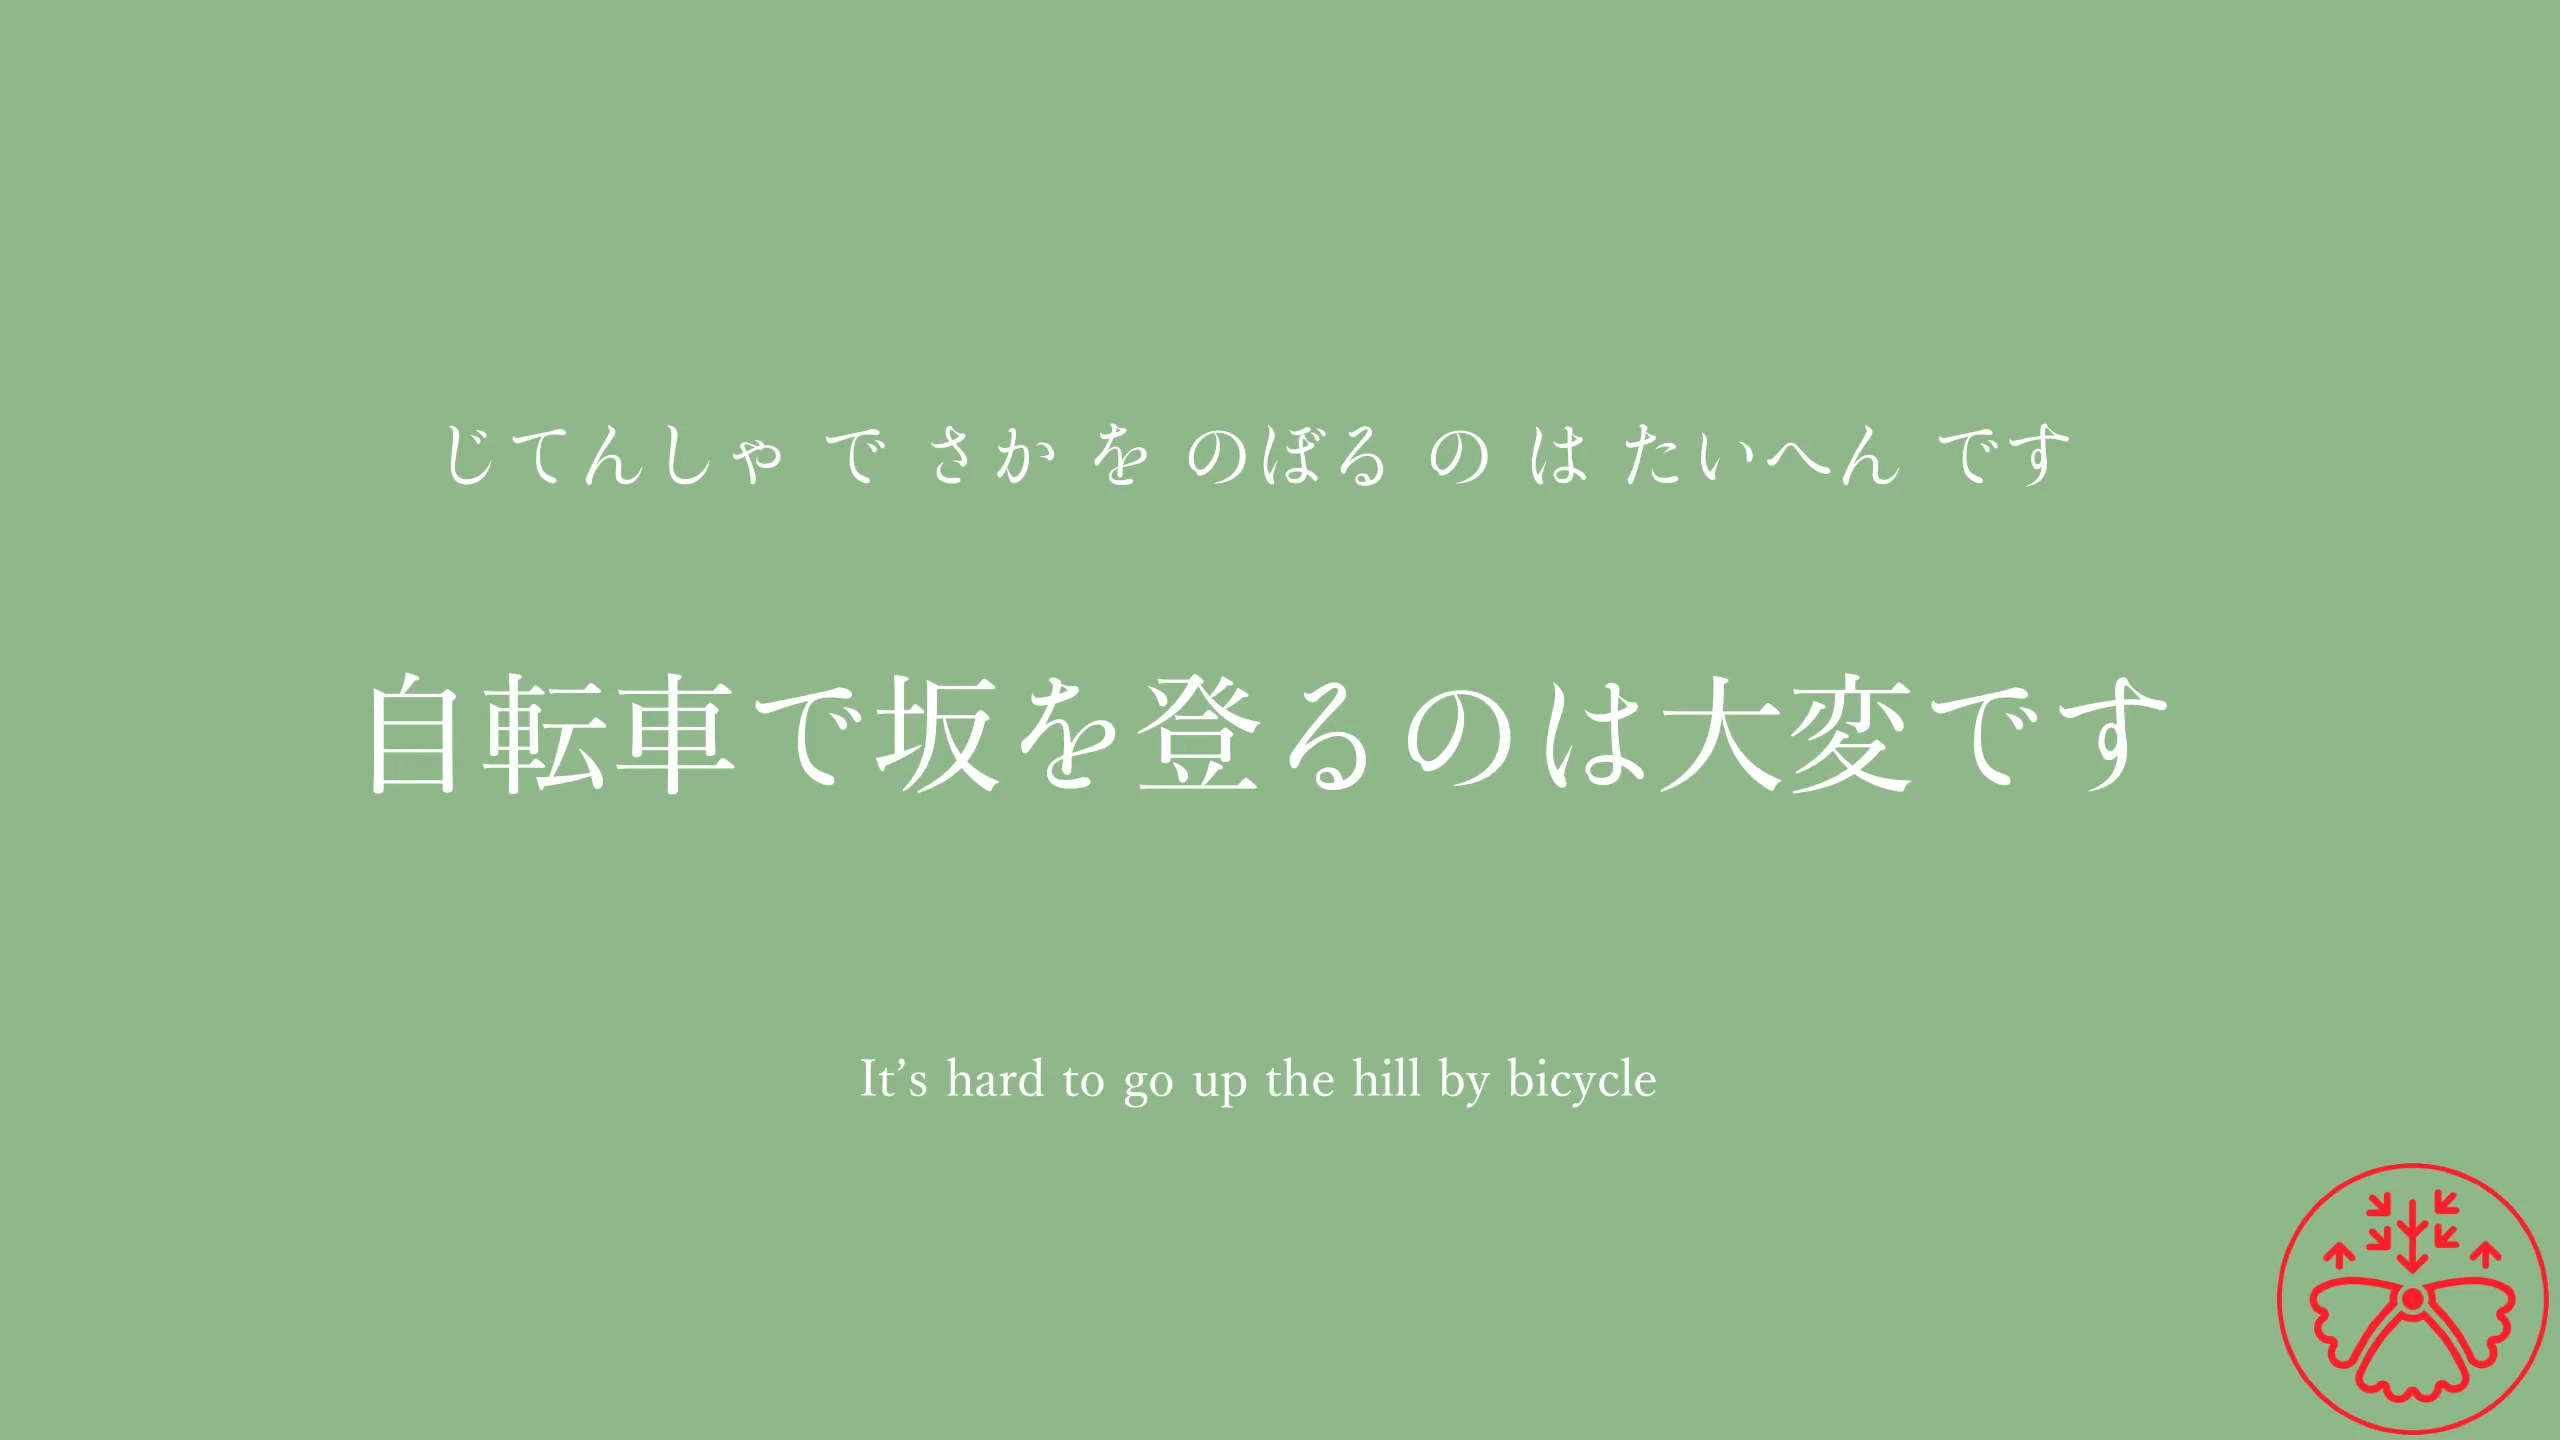 じてんしゃ で さか を のぼる の は たいへん です
自転車で坂を登るのは大変です
It’s hard to go up the hill by bicycle